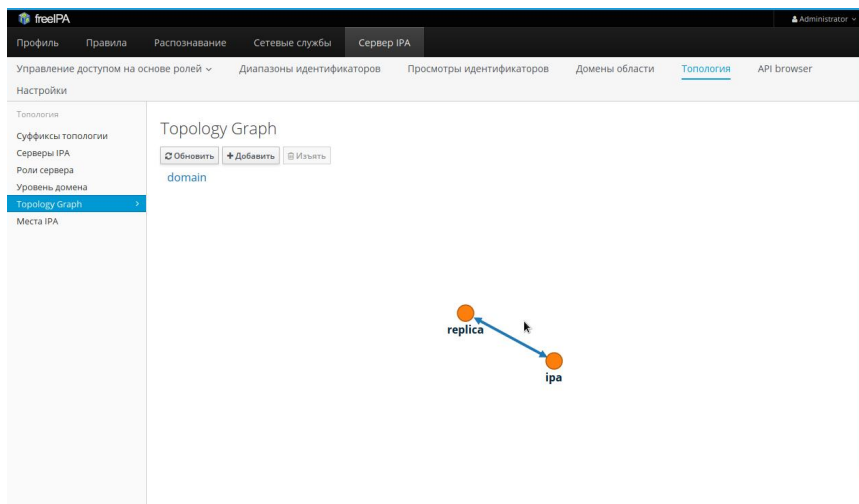 freeIPA
Administrator
Профиль Правила Распознавание Сетевые службы Сервер IPA
Управление доступом на основе ролей Диапазоны идентификаторов Просмотры идентификаторов Домены области Топология API browser
Настройки
Топология
Суффиксы топологии
Серверы IPA
Роли сервера
Уровень домена
Topology Graph
Места IPA
Topology Graph
Обновить Добавить Изъять
domain
replica
ipa